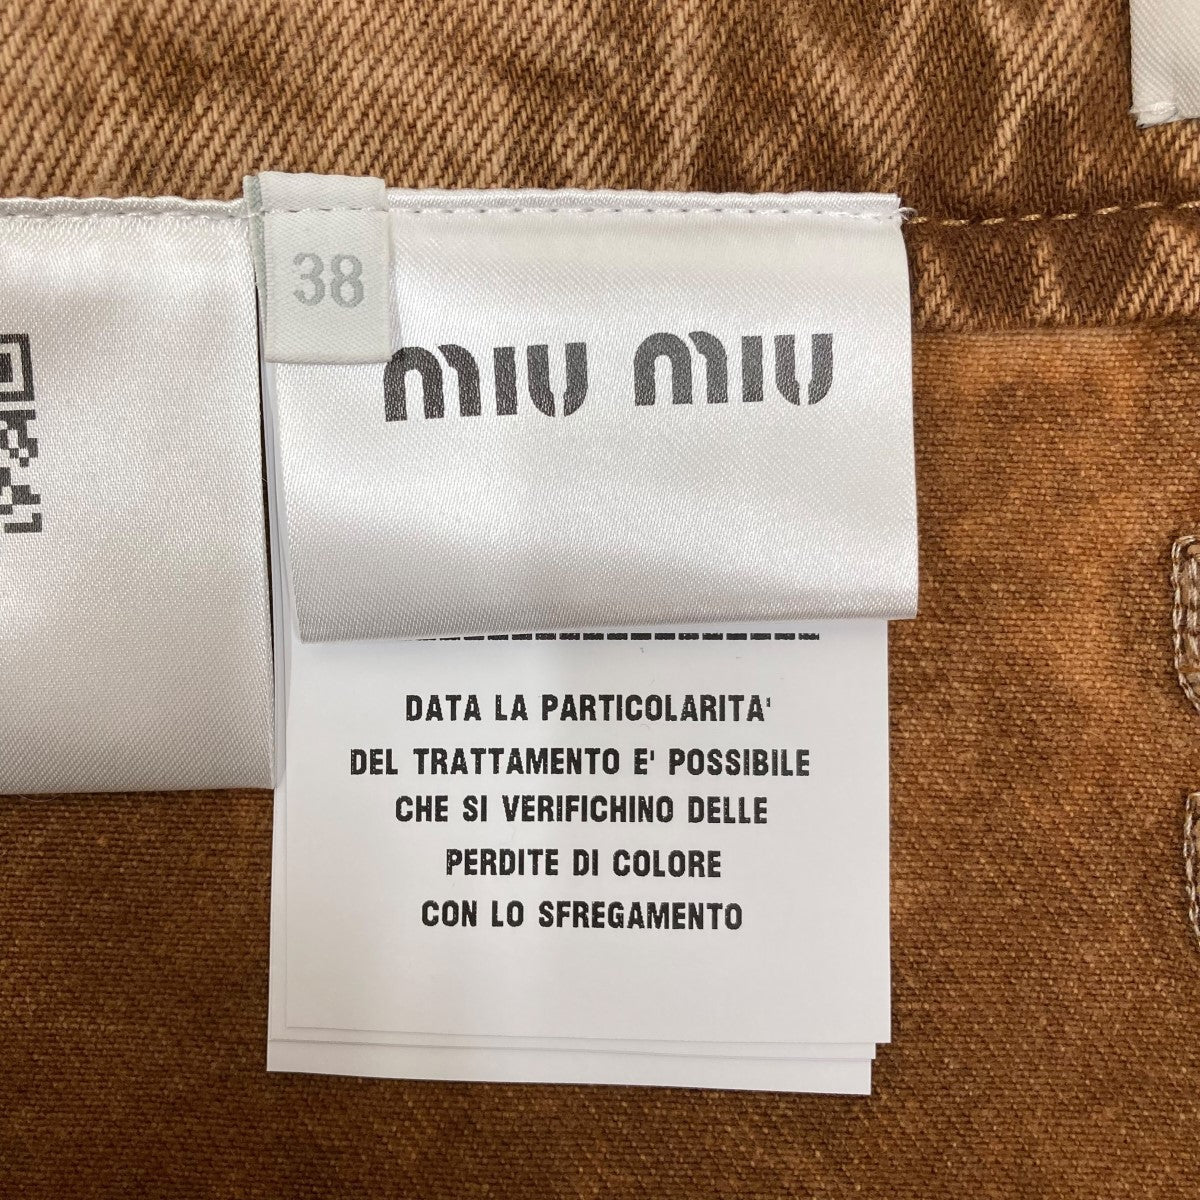 38
miu miu
DATA LA PARTICOLARITA'
DEL TRATTAMENTO E' POSSIBILE
CHE SI VERIFICHINO DELLE
PERDITE DI COLORE
CON LO SFREGAMENTO